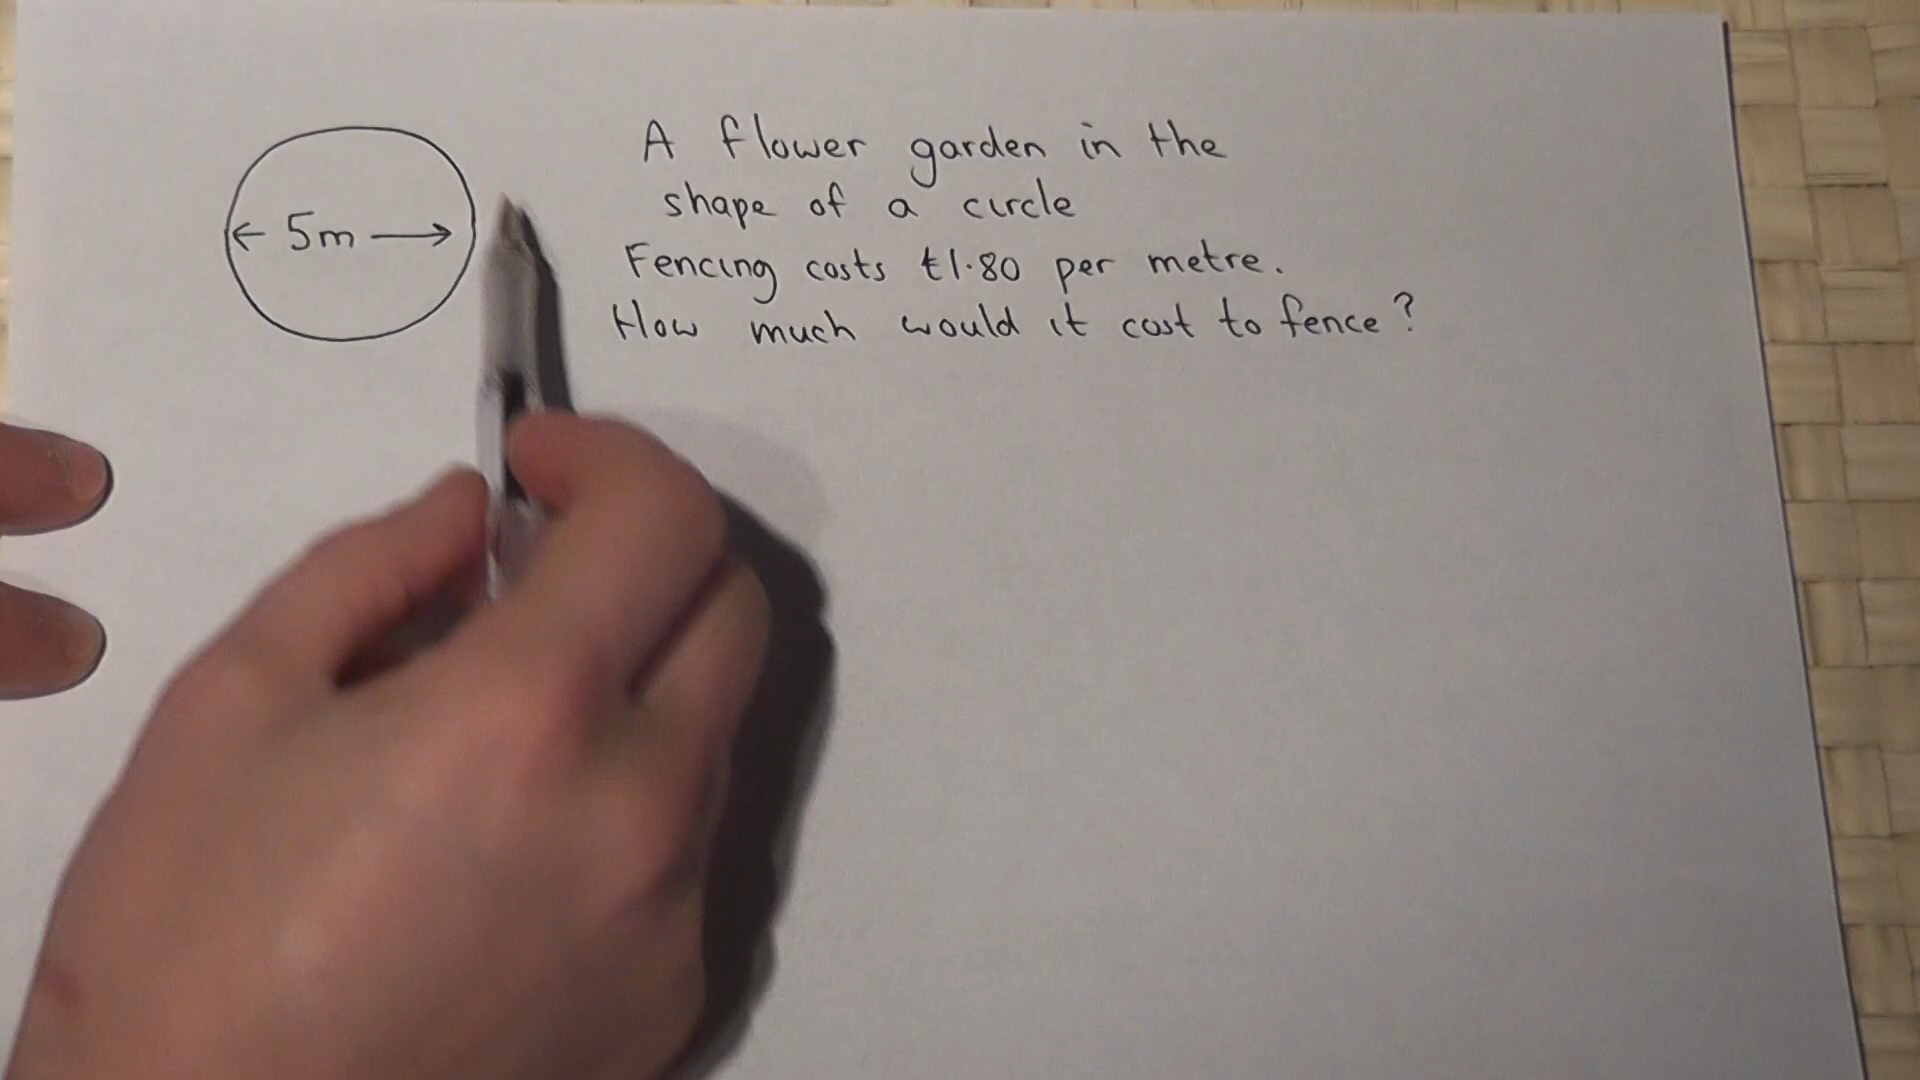 ← 5m →
A flower garden in the
shape of a circle
Fencing costs £1.80 per metre.
How much would it cost to fence?